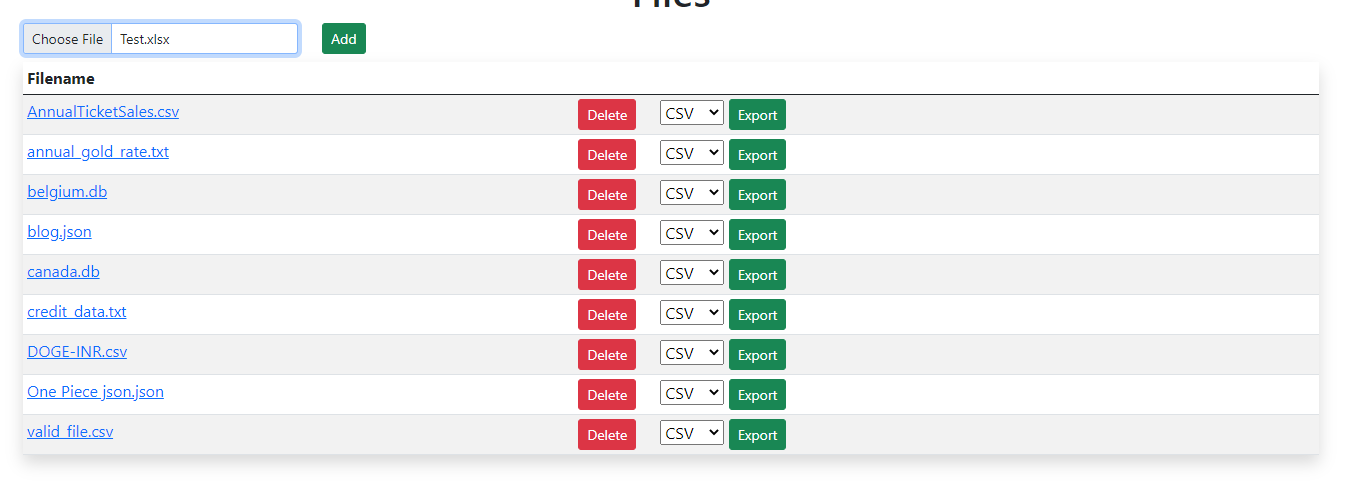 Files
Choose File Test.xlsx Add
Filename
AnnualTicketSales.csv Delete CSV Export
annual_gold_rate.txt Delete CSV Export
belgium.db Delete CSV Export
blog.json Delete CSV Export
canada.db Delete CSV Export
credit_data.txt Delete CSV Export
DOGE-INR.csv Delete CSV Export
One Piece json.json Delete CSV Export
valid_file.csv Delete CSV Export